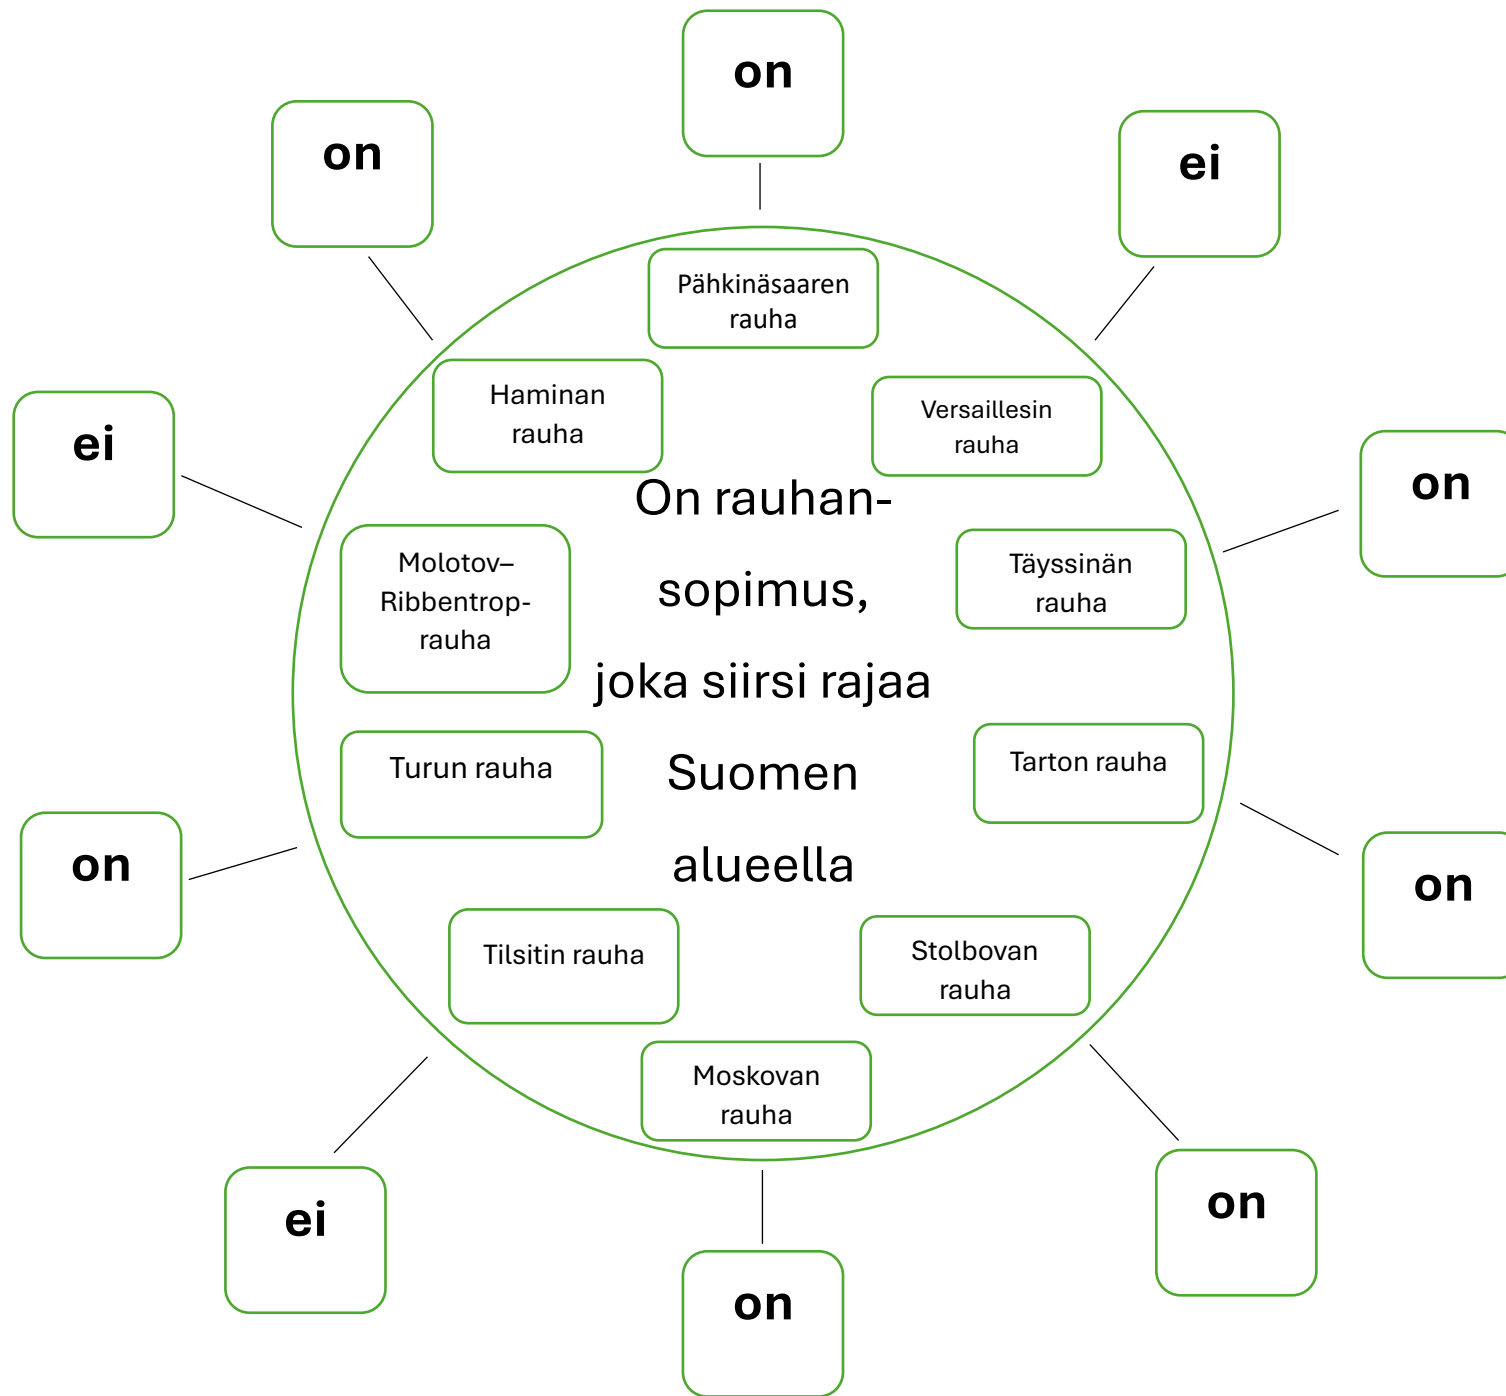 on
on
ei
Pähkinäsaaren
rauha
Haminan
rauha
Versaillesin
rauha
ei
on
On rauhan-
sopimus,
joka siirsi rajaa
Suomen
alueella
Molotov–
Ribbentrop-
rauha
Täyssinän
rauha
Turun rauha
Tarton rauha
on
on
Tilsitin rauha
Stolbovan
rauha
Moskovan
rauha
ei
on
on